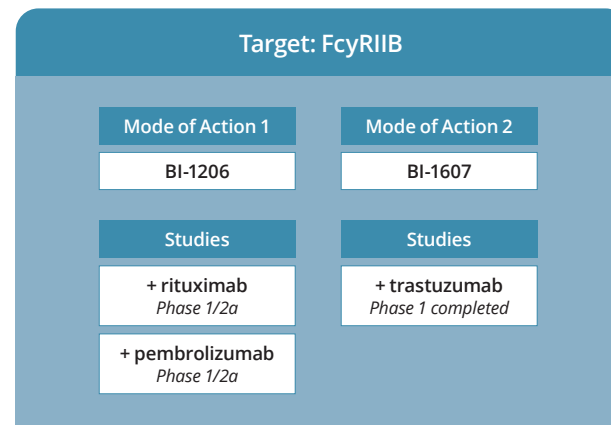 Target: FcyRIIB
Mode of Action 1
BI-1206
Studies
+ rituximab
Phase 1/2a
+ pembrolizumab
Phase 1/2a
Mode of Action 2
BI-1607
Studies
+ trastuzumab
Phase 1 completed